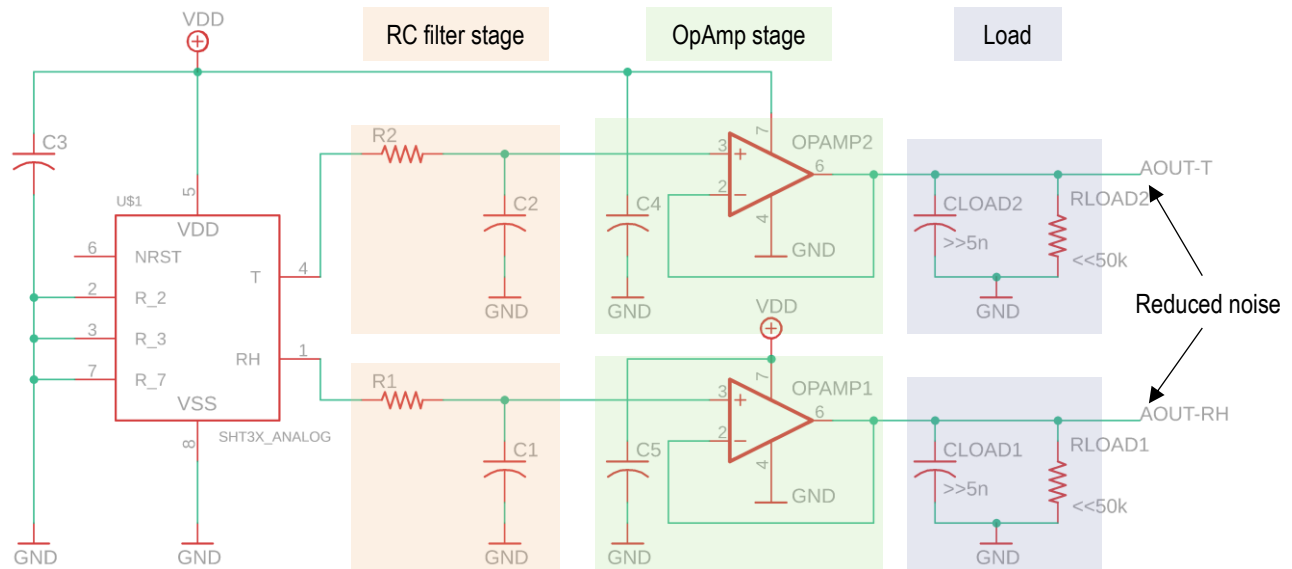 VDD
RC filter stage
OpAmp stage
Load
C3
R2
7
OPAMP2
3
+
6
2
−
4
GND
AOUT-T
C2
C4
CLOAD2
>>5n
RLOAD2
<<50k
GND
GND
GND
U$1
5
VDD
6
NRST
T
4
2
R_2
3
R_3
RH
1
7
R_7
VSS
8
SHT3X_ANALOG
GND
GND
Reduced noise
VDD
R1
7
OPAMP1
3
+
6
2
−
4
GND
AOUT-RH
C1
C5
CLOAD1
>>5n
RLOAD1
<<50k
GND
GND
GND